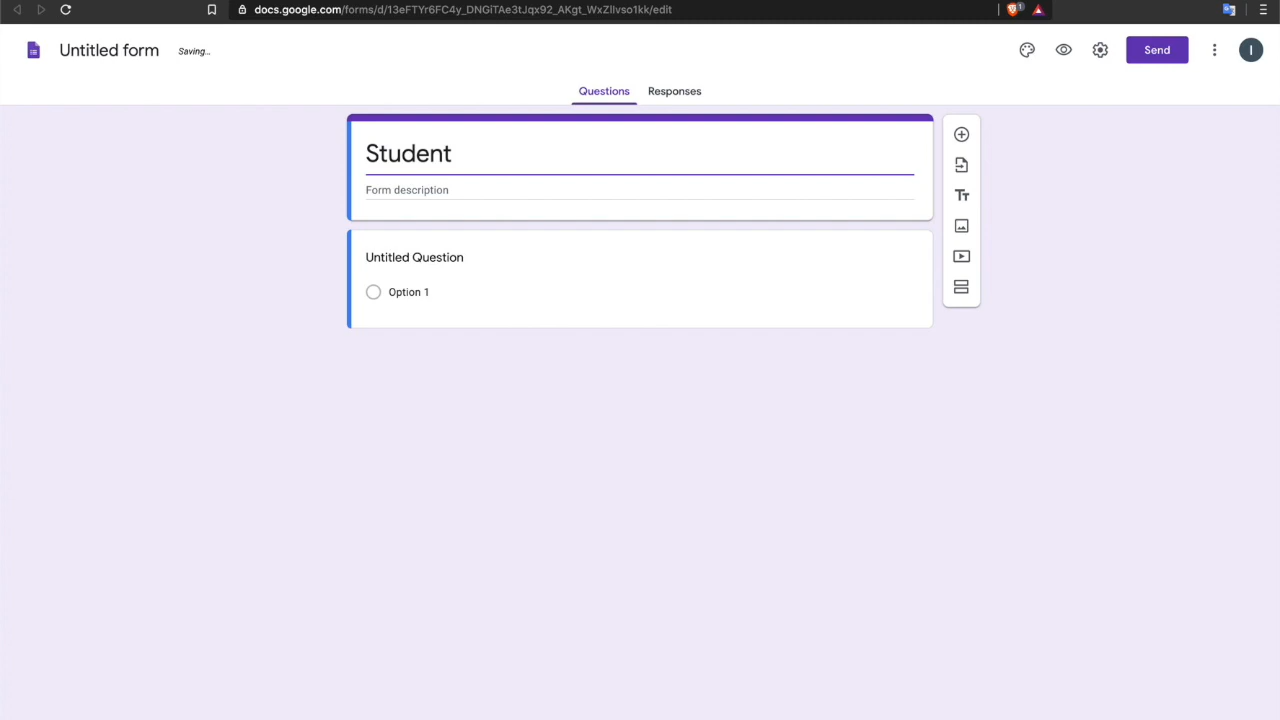 docs.google.com/forms/d/13eFTYr6FC4y_DNGiTAe3tJqx92_AKgt_WxZIlvso1kk/edit
1
Untitled form Saving...
Send
I
Questions Responses
Student
Form description
Untitled Question
Option 1